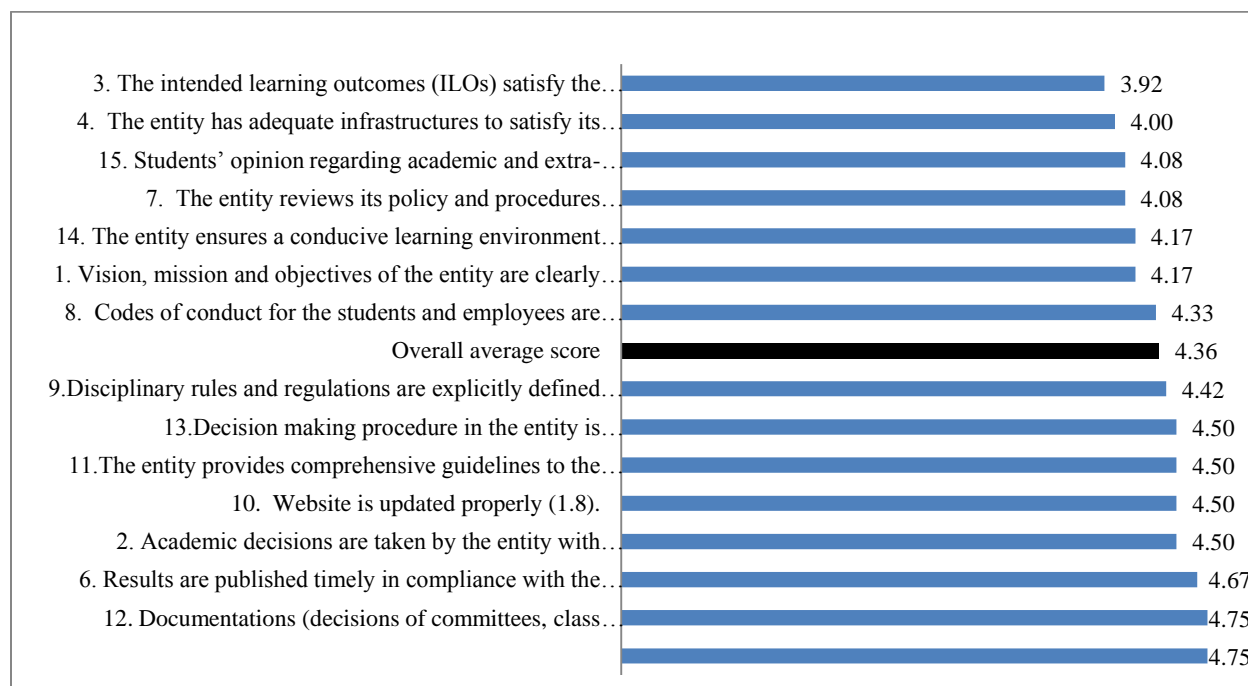 3. The intended learning outcomes (ILOs) satisfy the… 3.92
4. The entity has adequate infrastructures to satisfy its… 4.00
15. Students’ opinion regarding academic and extra-… 4.08
7. The entity reviews its policy and procedures… 4.08
14. The entity ensures a conducive learning environment… 4.17
1. Vision, mission and objectives of the entity are clearly… 4.17
8. Codes of conduct for the students and employees are… 4.33
Overall average score 4.36
9.Disciplinary rules and regulations are explicitly defined… 4.42
13.Decision making procedure in the entity is… 4.50
11.The entity provides comprehensive guidelines to the… 4.50
10. Website is updated properly (1.8). 4.50
2. Academic decisions are taken by the entity with… 4.50
6. Results are published timely in compliance with the… 4.67
12. Documentations (decisions of committees, class… 4.75
4.75